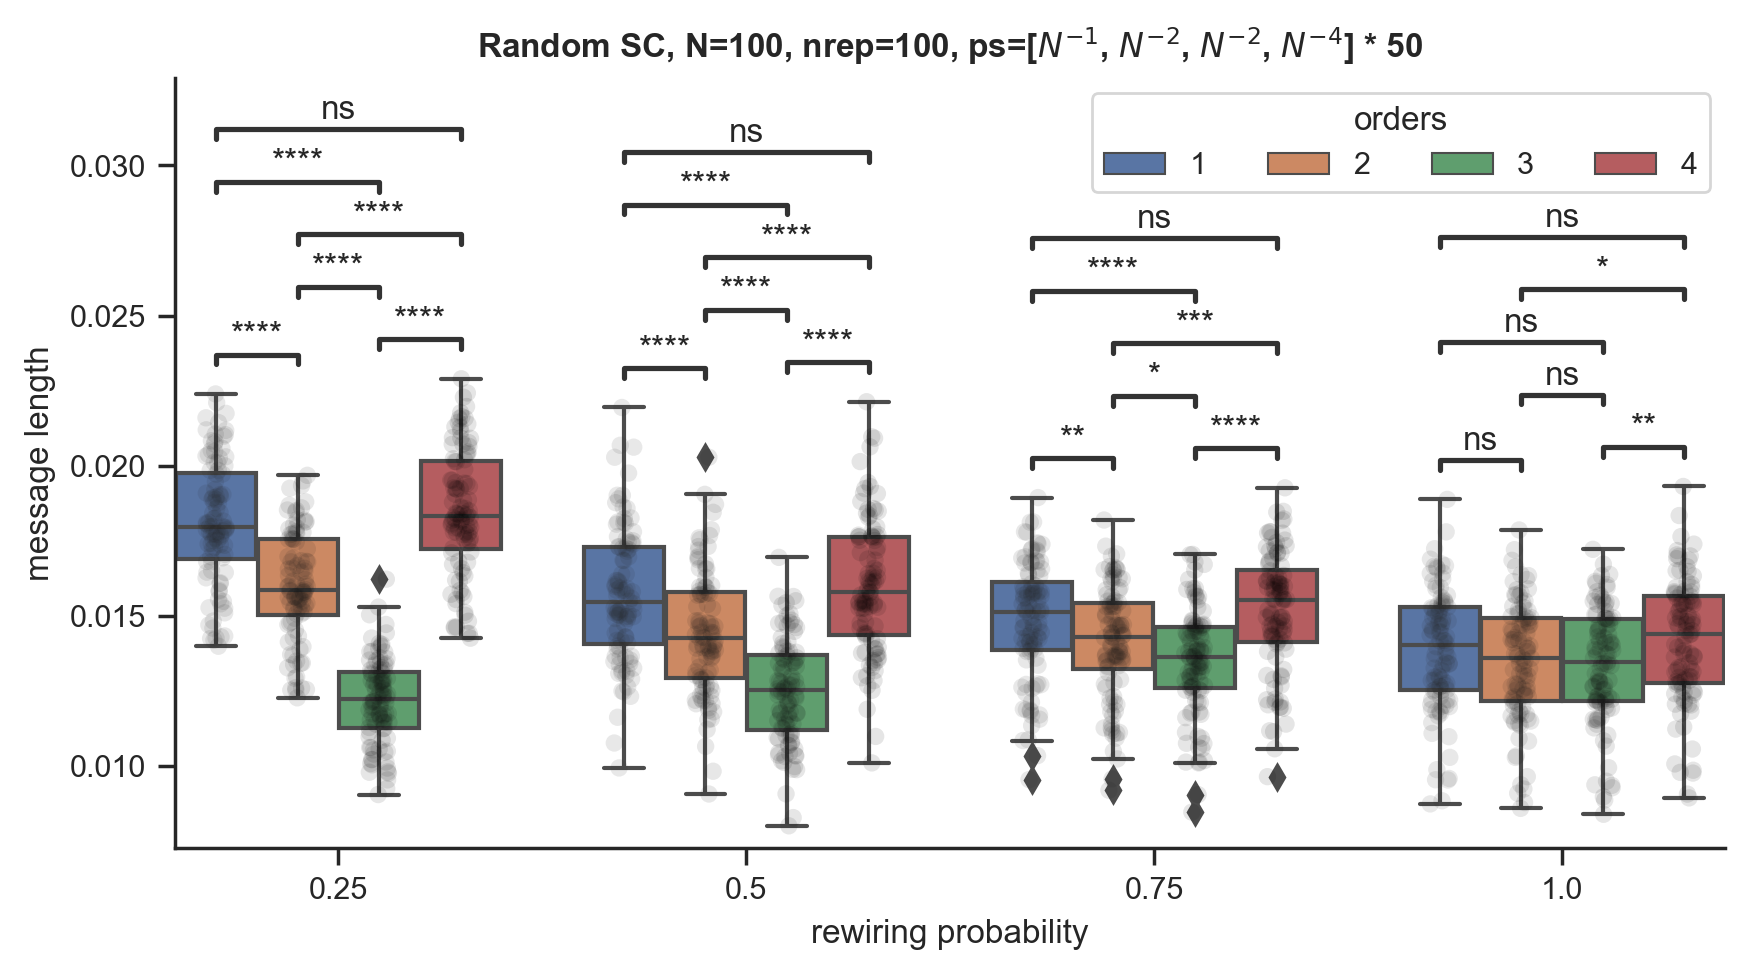 Random SC, N=100, nrep=100, ps=[N⁻¹, N⁻², N⁻², N⁻⁴] * 50
orders
1 2 3 4
ns
****
****
****
****
****
ns
****
****
****
****
****
ns
****
***
*
**
****
ns
*
ns
ns
ns
**
message length
0.030
0.025
0.020
0.015
0.010
0.25 0.5 0.75 1.0
rewiring probability